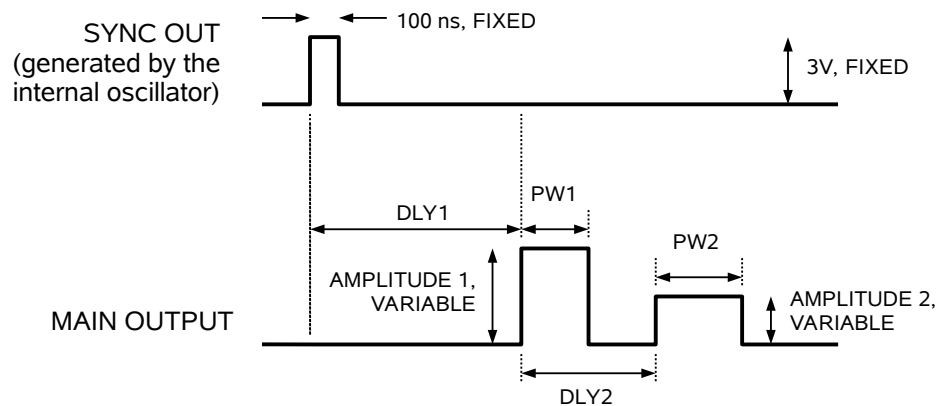 100 ns, FIXED
SYNC OUT
(generated by the
internal oscillator)
3V, FIXED
DLY1
PW1
PW2
AMPLITUDE 1,
VARIABLE
AMPLITUDE 2,
VARIABLE
MAIN OUTPUT
DLY2